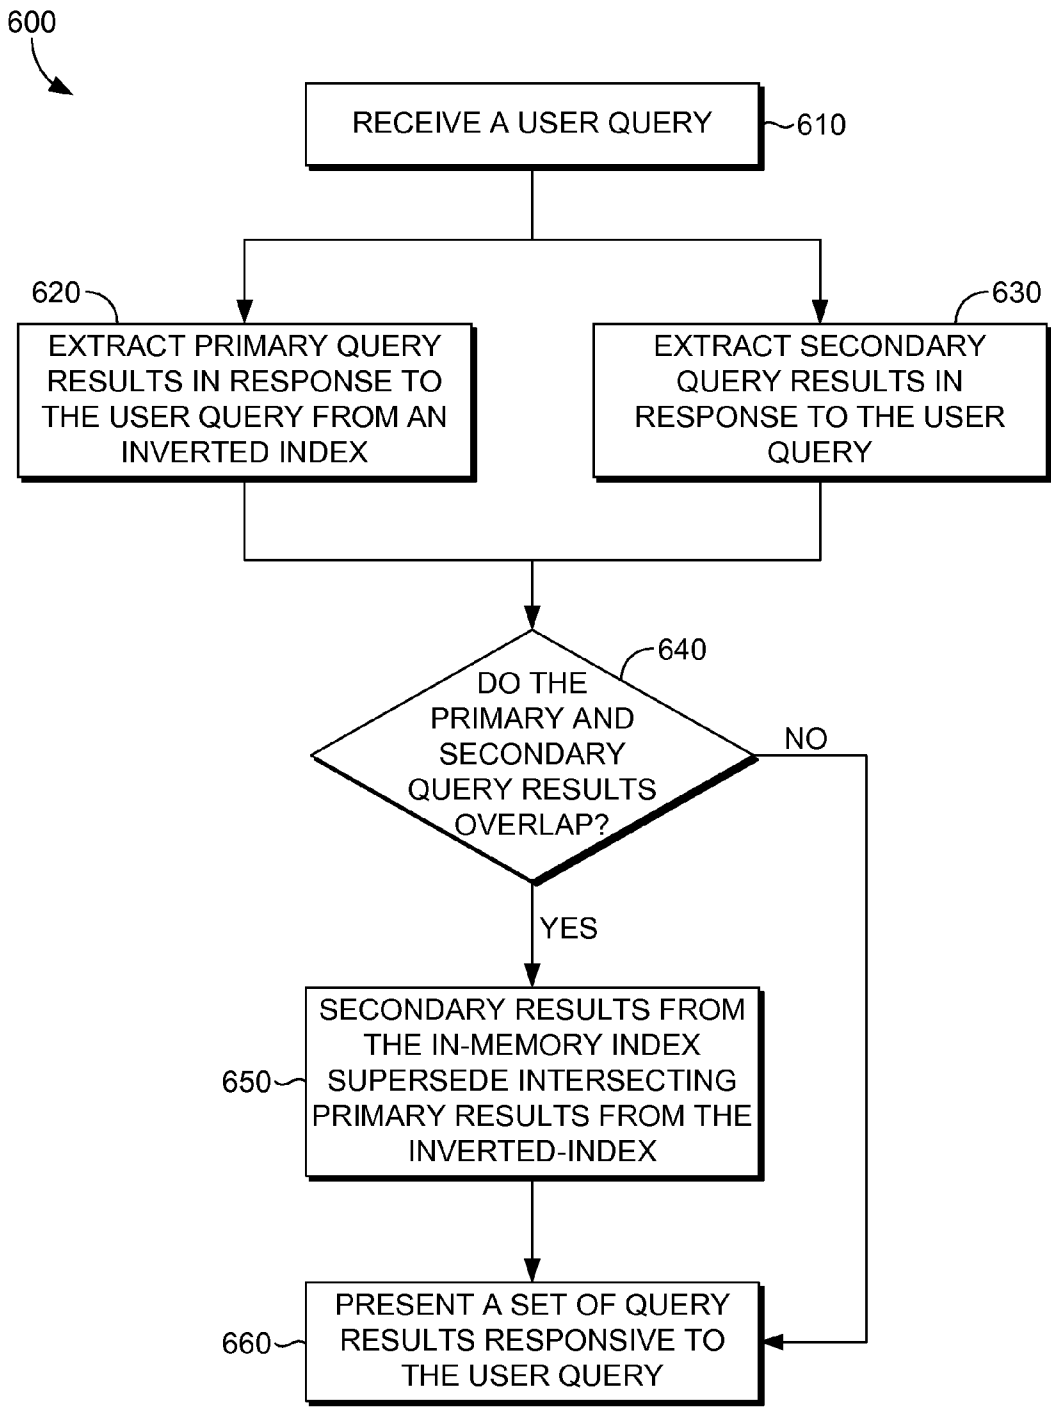 600
RECEIVE A USER QUERY
610
620
EXTRACT PRIMARY QUERY
RESULTS IN RESPONSE TO
THE USER QUERY FROM AN
INVERTED INDEX
630
EXTRACT SECONDARY
QUERY RESULTS IN
RESPONSE TO THE USER
QUERY
640
DO THE
PRIMARY AND
SECONDARY
QUERY RESULTS
OVERLAP?
NO
YES
650
SECONDARY RESULTS FROM
THE IN-MEMORY INDEX
SUPERSEDE INTERSECTING
PRIMARY RESULTS FROM THE
INVERTED-INDEX
660
PRESENT A SET OF QUERY
RESULTS RESPONSIVE TO
THE USER QUERY